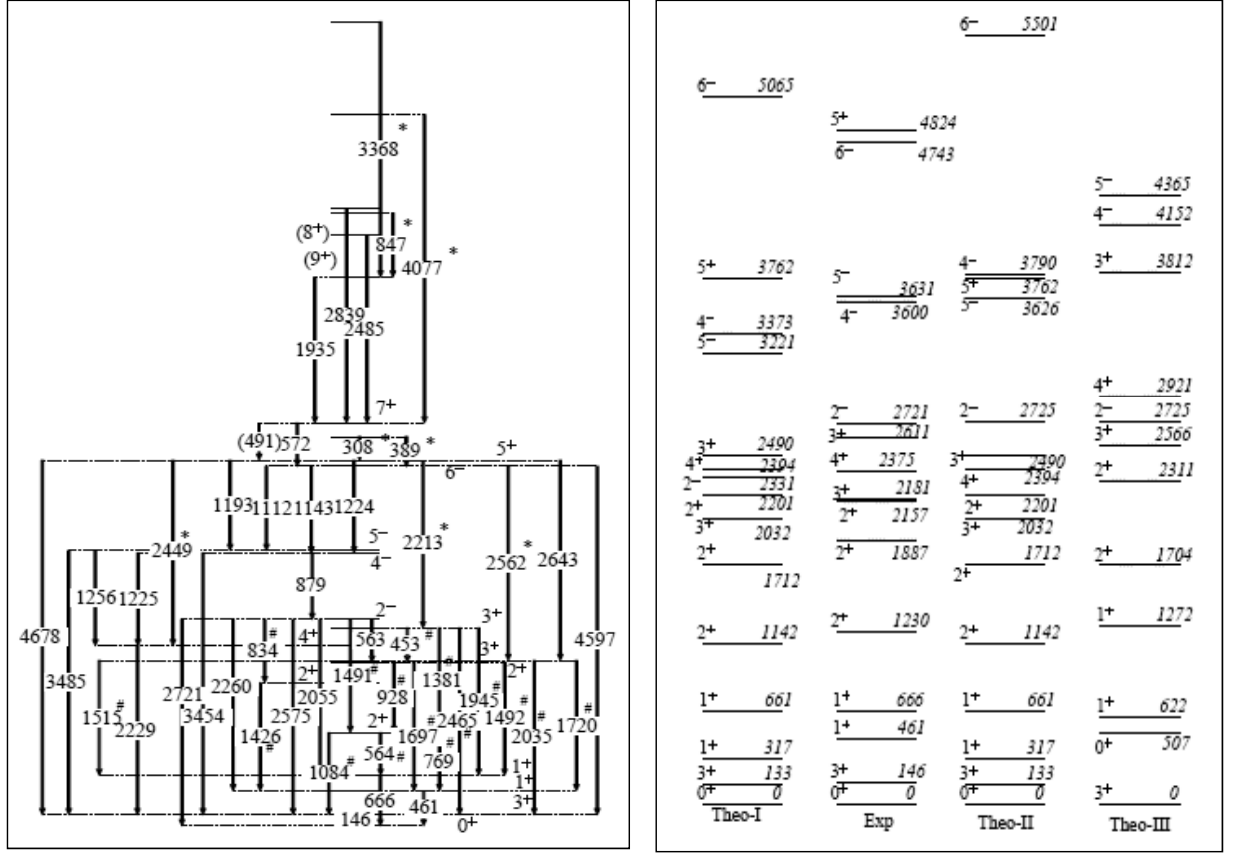 3368 *
(8+)
847 *
(9+)
4077 *
2839
2485
1935
7+
(491) 572 308 * 389 * 5+
6-
1193 1112 1143 1224
5-
2449 * 2213 * 2562 * 2643
4-
1256 1225 879
2-
3+
4678 4+ 834 # 563 453 # 3+ 4597
3485 2260 2+ 1491 # 1381 # 2+
2721 2055 928 # 1945 #
1515 # 3454 2575 2465 1492 # 1720 #
2229 1426 # 2+ 1697 # 2035 #
564 # 769 #
1084 # 1+
1+
666 461 3+
146 0+
6- 5501
6- 5065
5+ 4824
6- 4743
5- 4365
4- 4152
5+ 3762 4- 3790 3+ 3812
5- 3631 5+ 3762
4- 3600 5- 3626
4- 3373
5- 3221
4+ 2921
2- 2721 2- 2725 2- 2725
3+ 2490 3+ 2611 3+ 2566
4+ 2394 4+ 2375 3+ 2490 2+ 2311
2- 2331 3+ 2181 4+ 2394
2+ 2201 2+ 2157 2+ 2201
3+ 2032 3+ 2032
2+ 1712 2+ 1887 2+ 1712 2+ 1704
2+ 1142 2+ 1230 2+ 1142 1+ 1272
1+ 661 1+ 666 1+ 661 1+ 622
1+ 461 0+ 507
1+ 317 1+ 317
3+ 133 3+ 146 3+ 133
0+ 0 0+ 0 0+ 0 3+ 0
Theo-I Exp Theo-II Theo-III